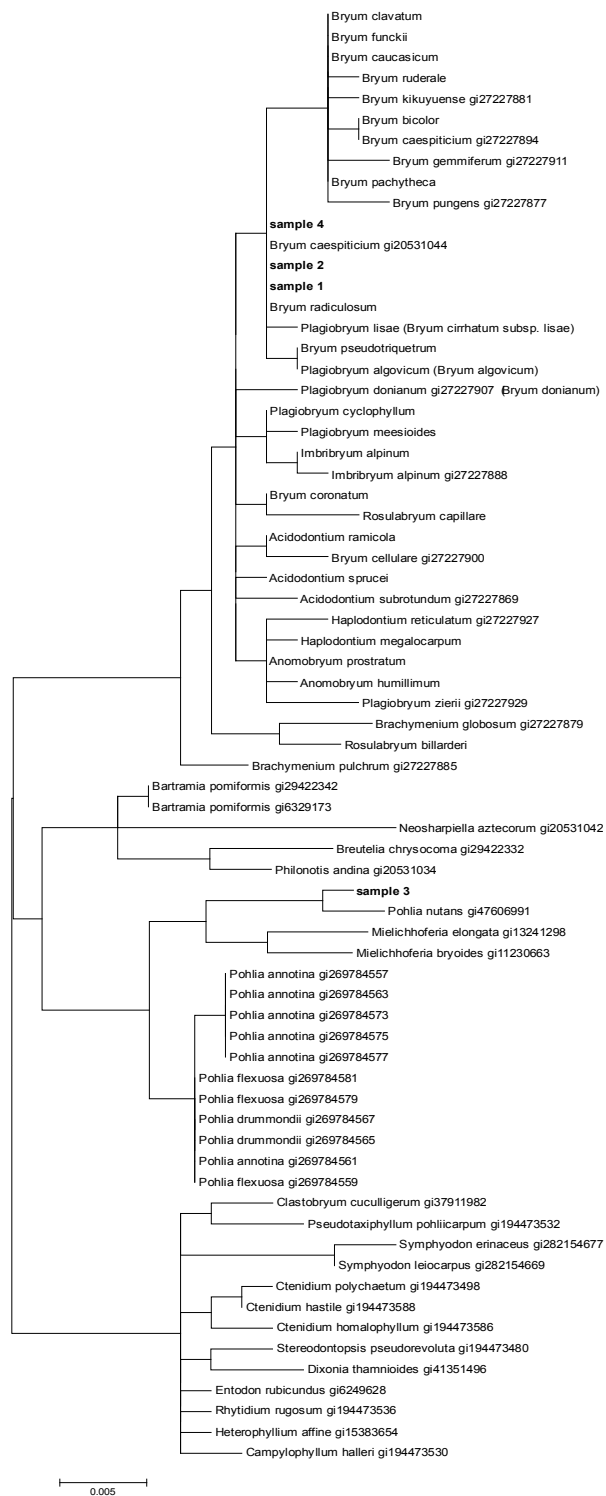 Bryum clavatum
Bryum funckii
Bryum caucasicum
Bryum ruderale
Bryum kikuyuense gi27227881
Bryum bicolor
Bryum caespiticium gi27227894
Bryum gemmiferum gi27227911
Bryum pachytheca
Bryum pungens gi27227877
sample 4
Bryum caespiticium gi20531044
sample 2
sample 1
Bryum radiculosum
Plagiobryum lisae (Bryum cirrhatum subsp. lisae)
Bryum pseudotriquetrum
Plagiobryum algovicum (Bryum algovicum)
Plagiobryum donianum gi27227907 (Bryum donianum)
Plagiobryum cyclophyllum
Plagiobryum meesioides
Imbribryum alpinum
Imbribryum alpinum gi27227888
Bryum coronatum
Rosulabryum capillare
Acidodontium ramicola
Bryum cellulare gi27227900
Acidodontium sprucei
Acidodontium subrotundum gi27227869
Haplodontium reticulatum gi27227927
Haplodontium megalocarpum
Anomobryum prostratum
Anomobryum humillimum
Plagiobryum zierii gi27227929
Brachymenium globosum gi27227879
Rosulabryum billarderi
Brachymenium pulchrum gi27227885
Bartramia pomiformis gi29422342
Bartramia pomiformis gi6329173
Neosharpiella aztecorum gi20531042
Breutelia chrysocoma gi29422332
Philonotis andina gi20531034
sample 3
Pohlia nutans gi47606991
Mielichhoferia elongata gi13241298
Mielichhoferia bryoides gi11230663
Pohlia annotina gi269784557
Pohlia annotina gi269784563
Pohlia annotina gi269784573
Pohlia annotina gi269784575
Pohlia annotina gi269784577
Pohlia flexuosa gi269784581
Pohlia flexuosa gi269784579
Pohlia drummondii gi269784567
Pohlia drummondii gi269784565
Pohlia annotina gi269784561
Pohlia flexuosa gi269784559
Clastobryum cuculligerum gi37911982
Pseudotaxiphyllum pohliicarpum gi194473532
Symphyodon erinaceus gi282154677
Symphyodon leiocarpus gi282154669
Ctenidium polychaetum gi194473498
Ctenidium hastile gi194473588
Ctenidium homalophyllum gi194473586
Stereodontopsis pseudorevoluta gi194473480
Dixonia thamnioides gi41351496
Entodon rubicundus gi6249628
Rhytidium rugosum gi194473536
Heterophyllium affine gi15383654
Campylophyllum halleri gi194473530
0.005